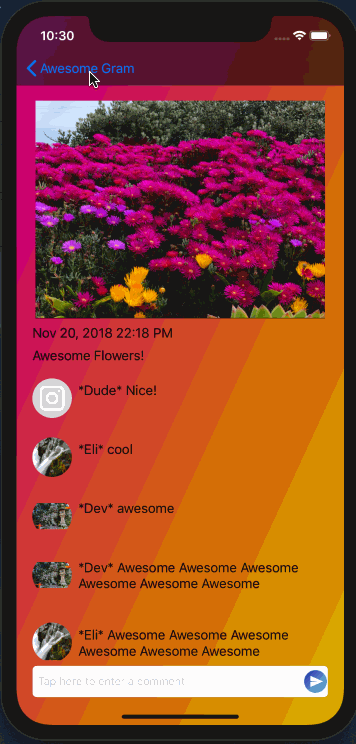 10:30
Awesome Gram
Nov 20, 2018 22:18 PM
Awesome Flowers!
*Dude* Nice!
*Eli* cool
*Dev* awesome
*Dev* Awesome Awesome Awesome
Awesome Awesome Awesome
*Eli* Awesome Awesome Awesome
Awesome Awesome Awesome
Tap here to enter a comment